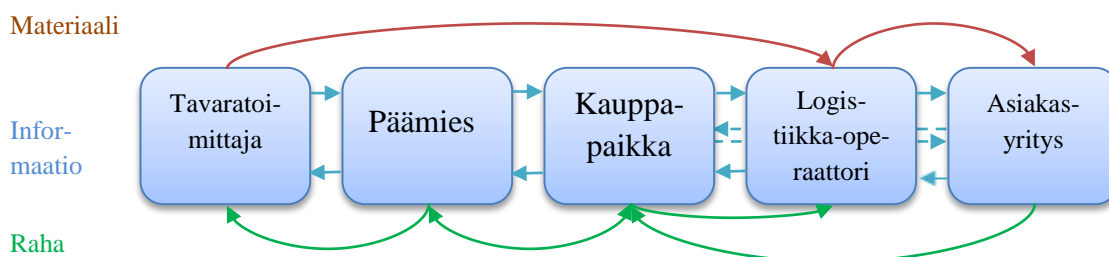 Materiaali
Tavaratoi-
mittaja
Päämies
Kauppa-
paikka
Logis-
tiikka-ope-
raattori
Asiakas-
yritys
Infor-
maatio
Raha